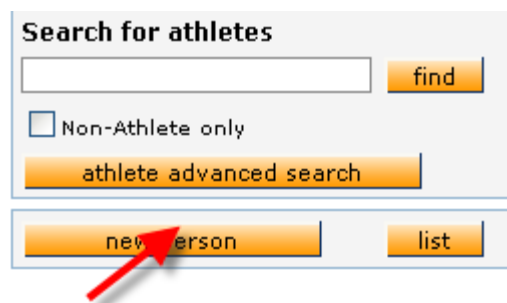 Search for athletes
find
Non-Athlete only
athlete advanced search
new person list